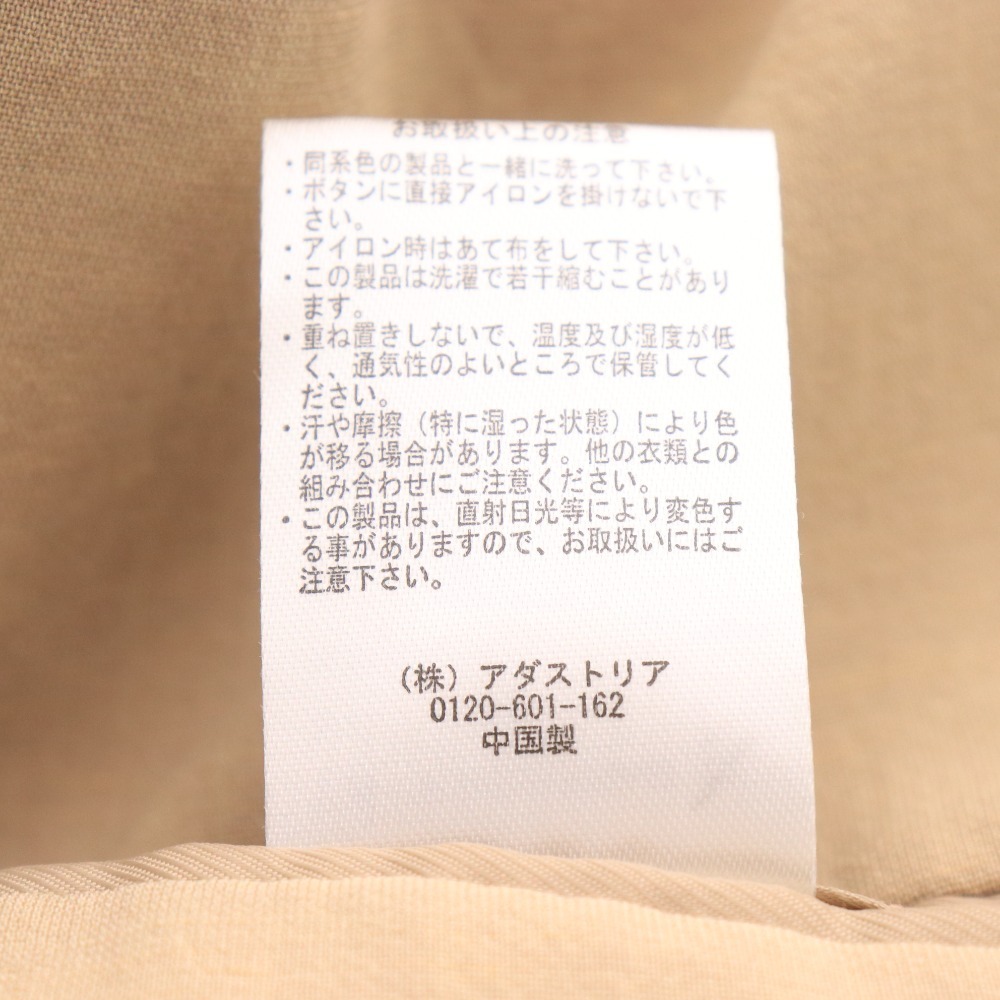 お取扱い上の注意
・同系色の製品と一緒に洗って下さい。
・ボタンに直接アイロンを掛けないで下
さい。
・アイロン時はあて布をして下さい。
・この製品は洗濯で若干縮むことがあり
ます。
・重ね置きしないで、温度及び湿度が低
く、通気性のよいところで保管してく
ださい。
・汗や摩擦（特に湿った状態）により色
が移る場合があります。他の衣類との
組み合わせにご注意ください。
・この製品は、直射日光等により変色す
る事がありますので、お取扱いにはご
注意下さい。
（株）アダストリア
0120-601-162
中国製